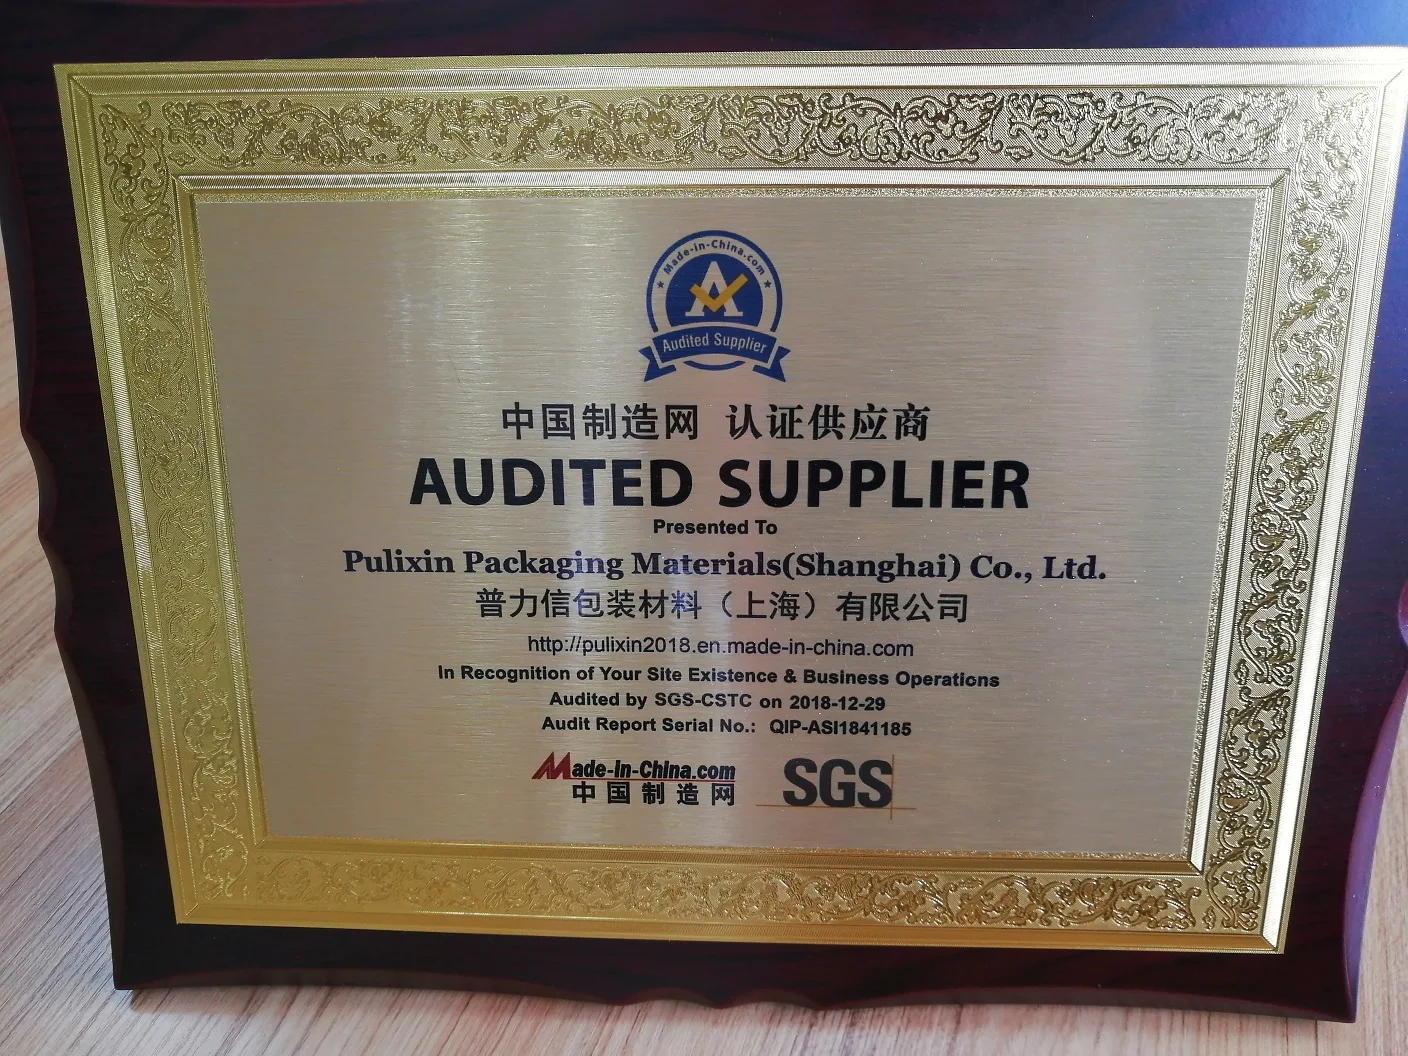 Made-in-China.com
A
Audited Supplier
中国制造网 认证供应商
AUDITED SUPPLIER
Presented To
Pulixin Packaging Materials(Shanghai) Co., Ltd.
普力信包装材料（上海）有限公司
http://pulixin2018.en.made-in-china.com
In Recognition of Your Site Existence & Business Operations
Audited by SGS-CSTC on 2018-12-29
Audit Report Serial No.: QIP-ASI1841185
Made-in-China.com
中国制造网
SGS